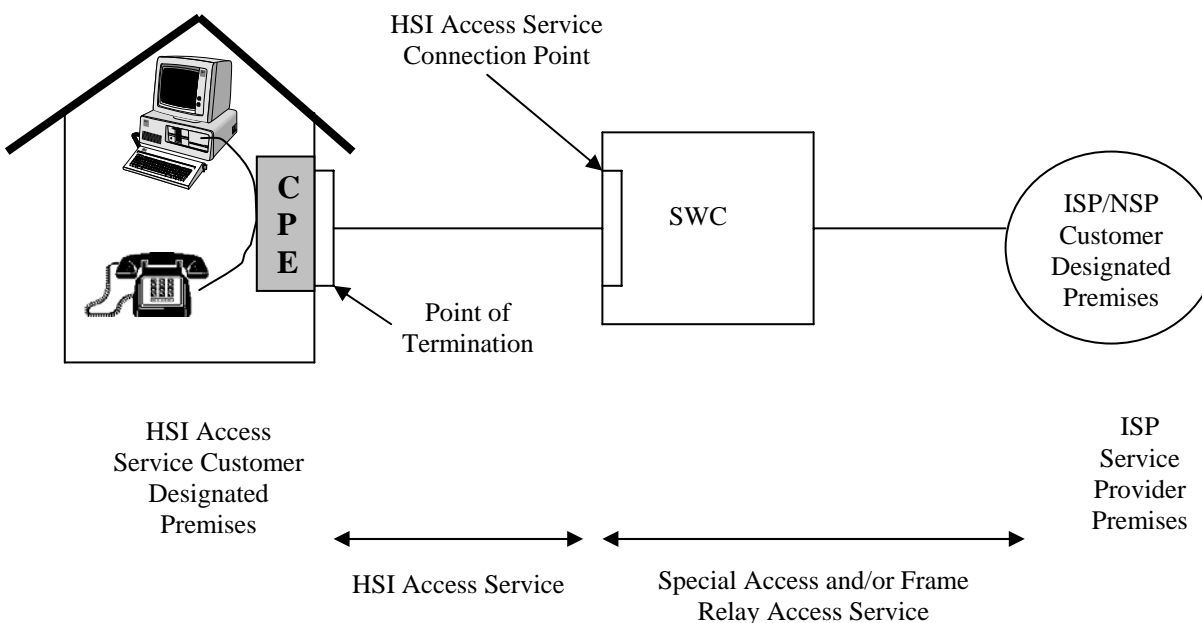 HSI Access Service
Connection Point
C
P
E
SWC
ISP/NSP
Customer
Designated
Premises
Point of
Termination
HSI Access
Service Customer
Designated
Premises
ISP
Service
Provider
Premises
HSI Access Service
Special Access and/or Frame
Relay Access Service